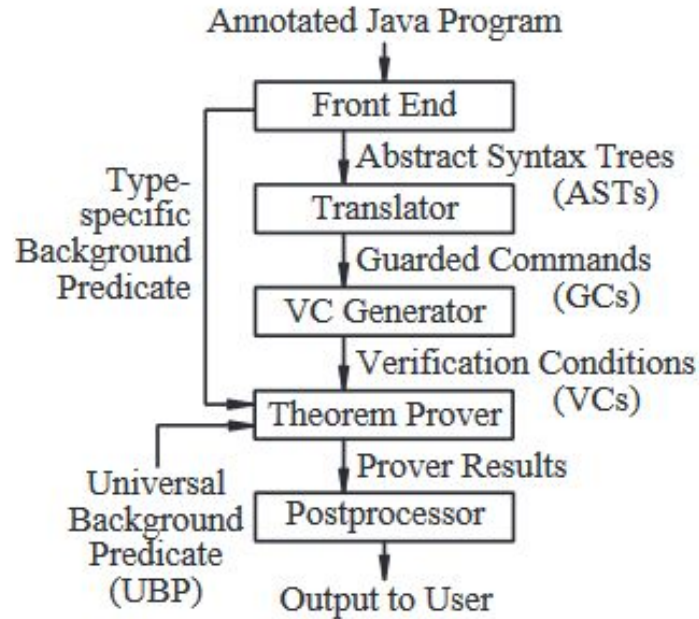 Annotated Java Program
Front End
Abstract Syntax Trees
(ASTs)
Type-
specific
Background
Predicate
Translator
Guarded Commands
(GCs)
VC Generator
Verification Conditions
(VCs)
Theorem Prover
Universal
Background
Predicate
(UBP)
Prover Results
Postprocessor
Output to User